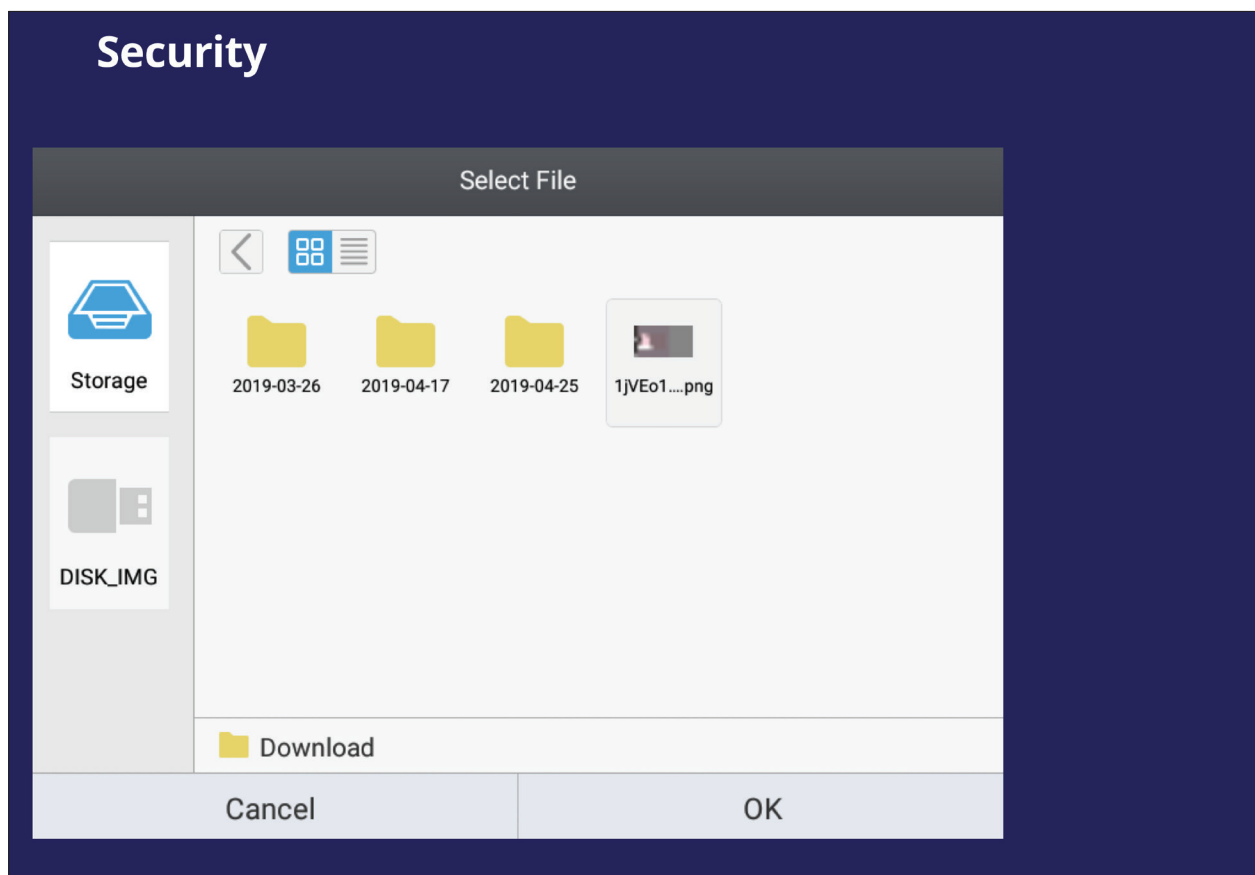 Security
Select File
Storage
2019-03-26
2019-04-17
2019-04-25
1jVEo1....png
DISK_IMG
Download
Cancel
OK